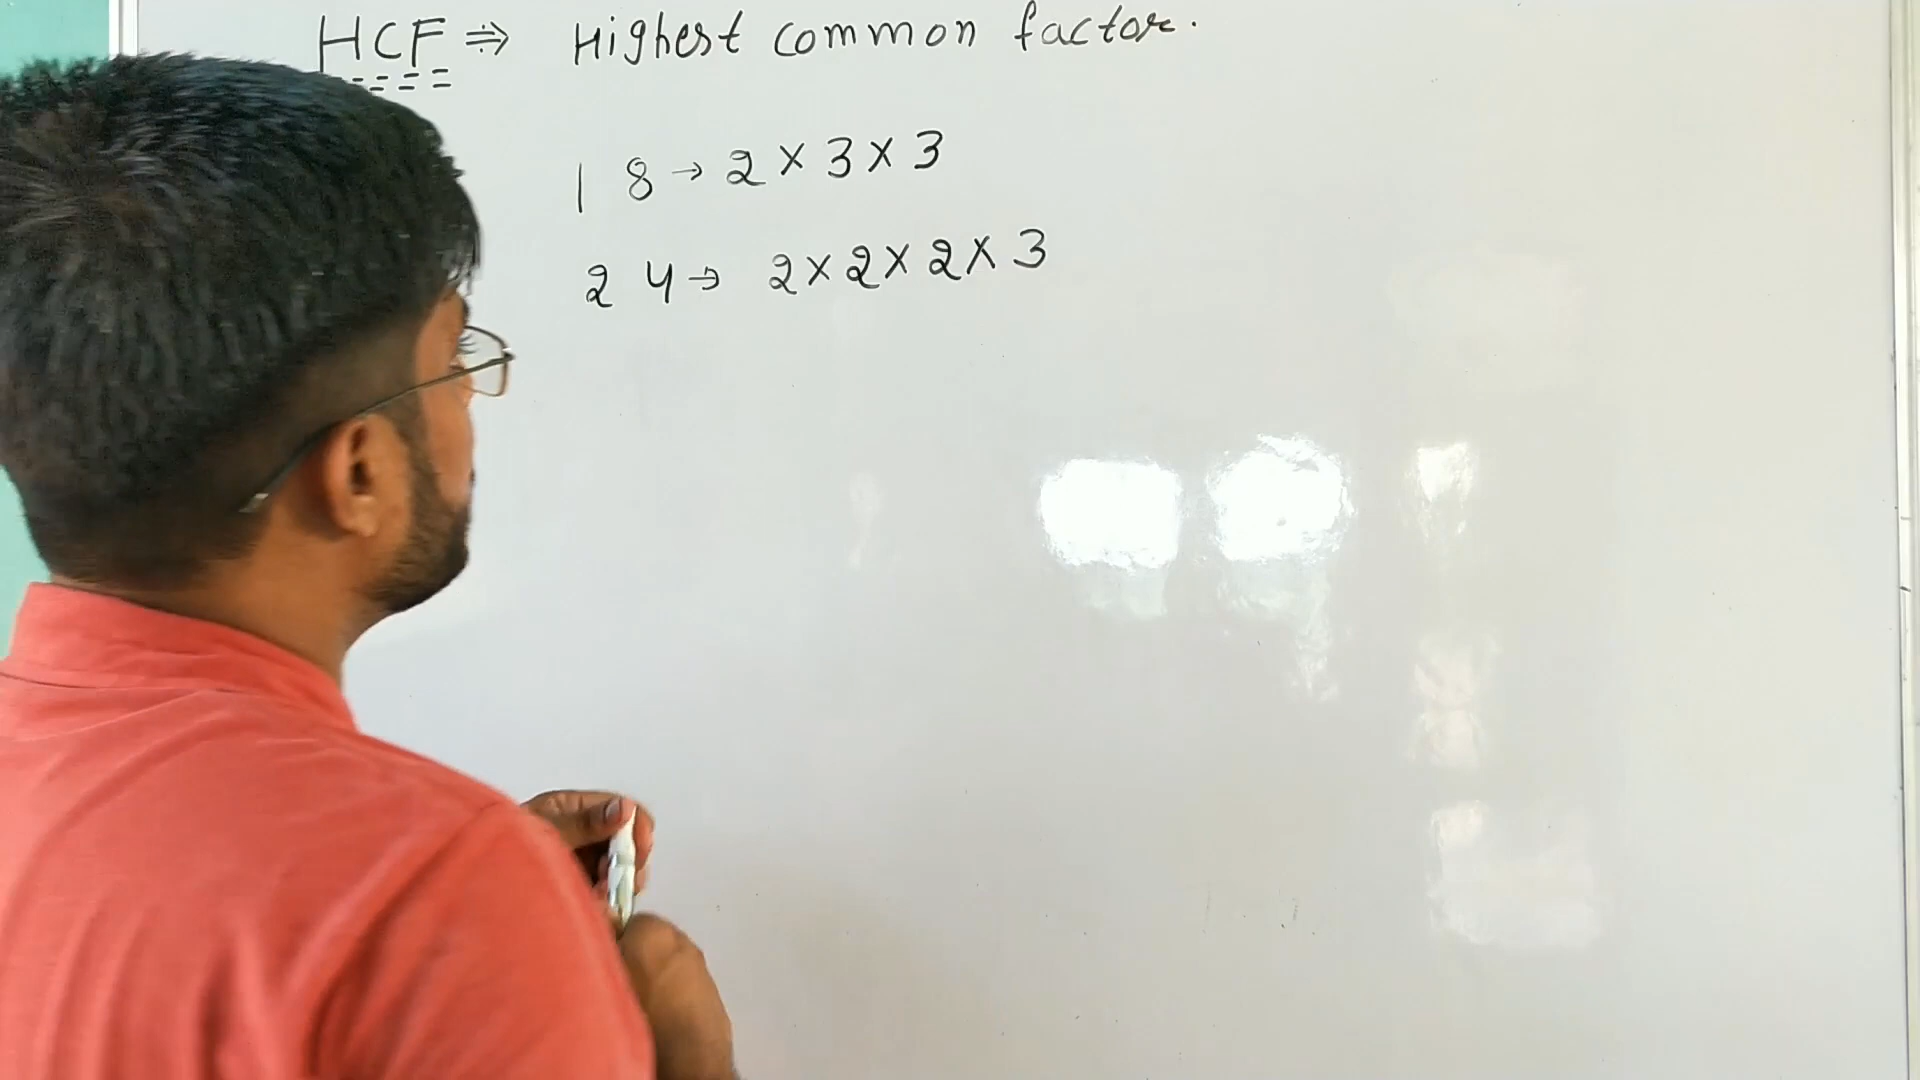 HCF ⇒ Highest common factor.
18 → 2 × 3 × 3
24 → 2 × 2 × 2 × 3